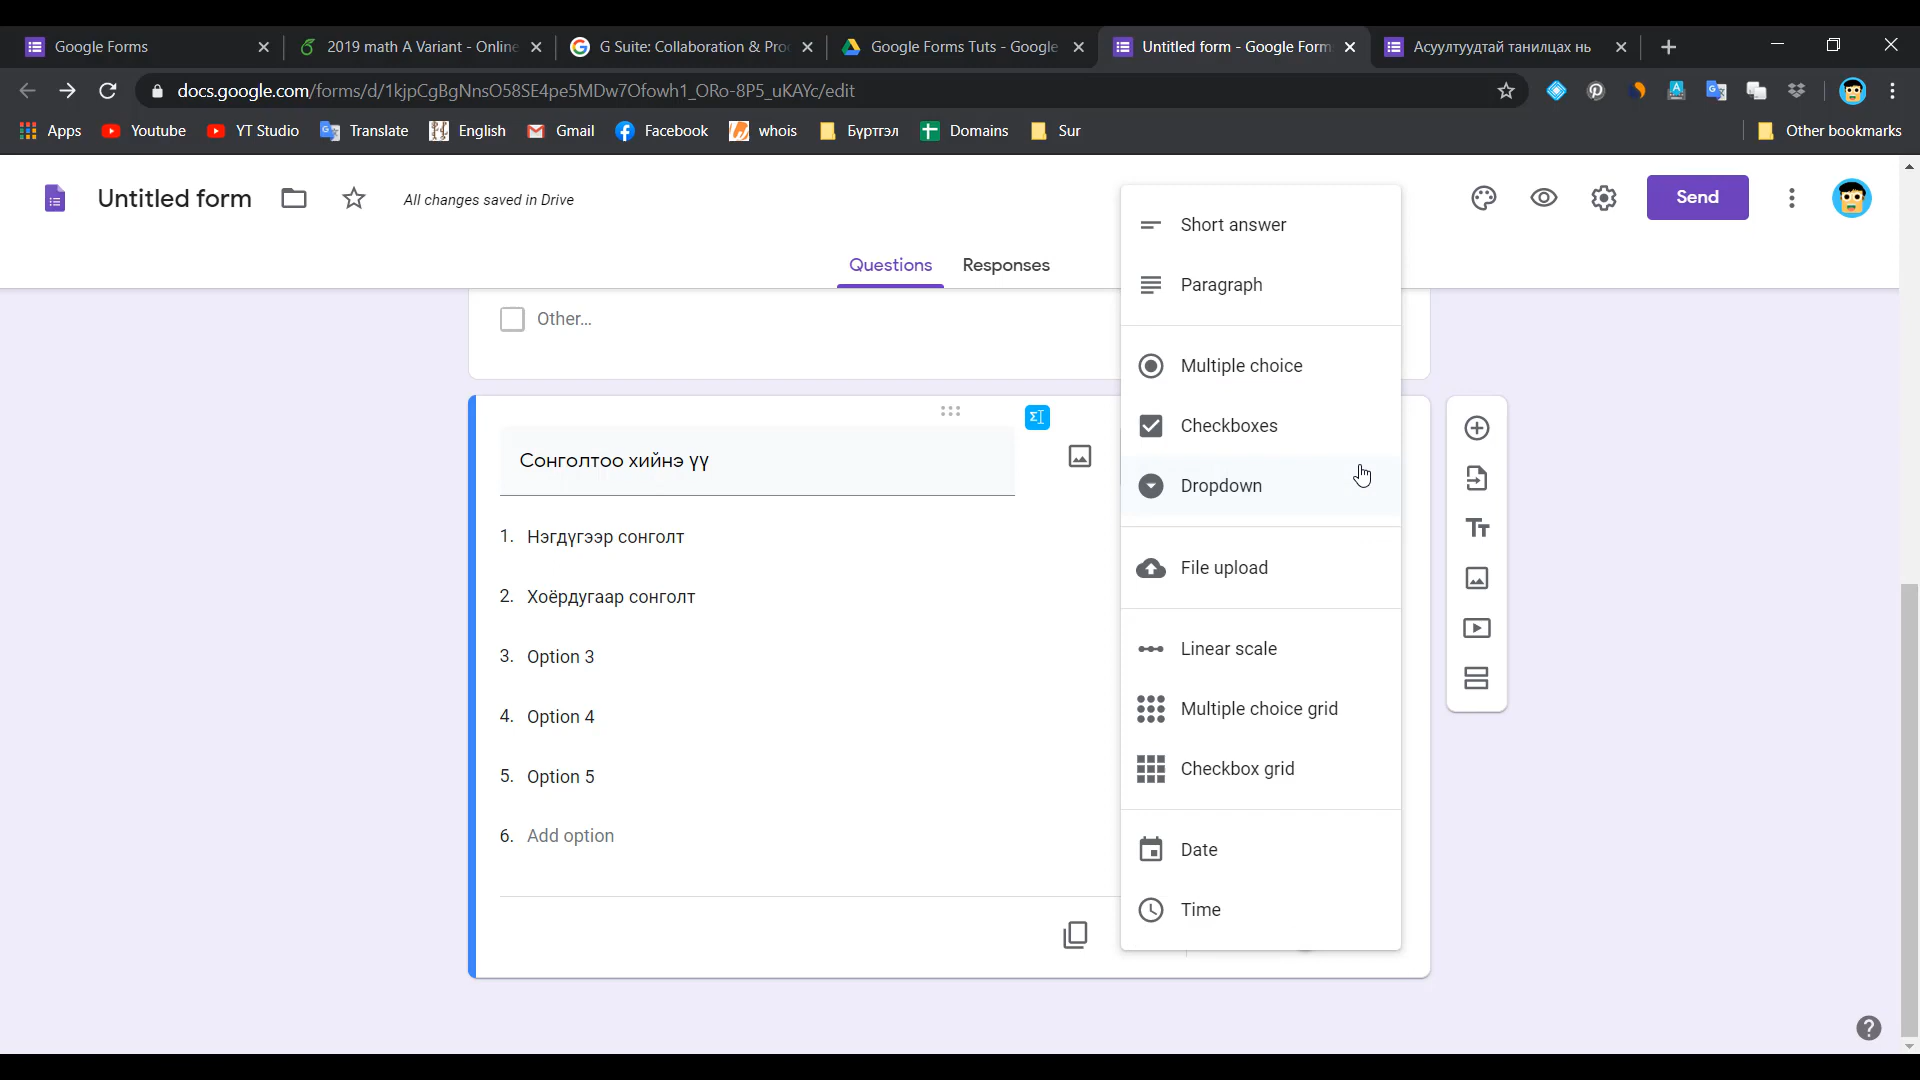 Google Forms
2019 math A Variant - Online
G Suite: Collaboration & Pro
Google Forms Tuts - Google
Untitled form - Google Form
Асуултуудтай танилцах нь
docs.google.com/forms/d/1kjpCgBgNnsO58SE4pe5MDw7Ofowh1_ORo-8P5_uKAYc/edit
Apps
Youtube
YT Studio
Translate
English
Gmail
Facebook
whois
Бүртгэл
Domains
Sur
Other bookmarks
Untitled form
All changes saved in Drive
Send
Questions
Responses
Other...
Сонголтоо хийнэ үү
1. Нэгдүгээр сонголт
2. Хоёрдугаар сонголт
3. Option 3
4. Option 4
5. Option 5
6. Add option
Short answer
Paragraph
Multiple choice
Checkboxes
Dropdown
File upload
Linear scale
Multiple choice grid
Checkbox grid
Date
Time